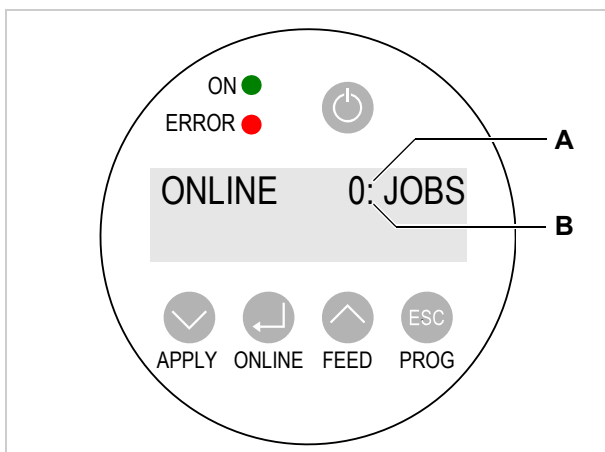 ON
ERROR
A
ONLINE 0: JOBS
B
ESC
APPLY ONLINE FEED PROG